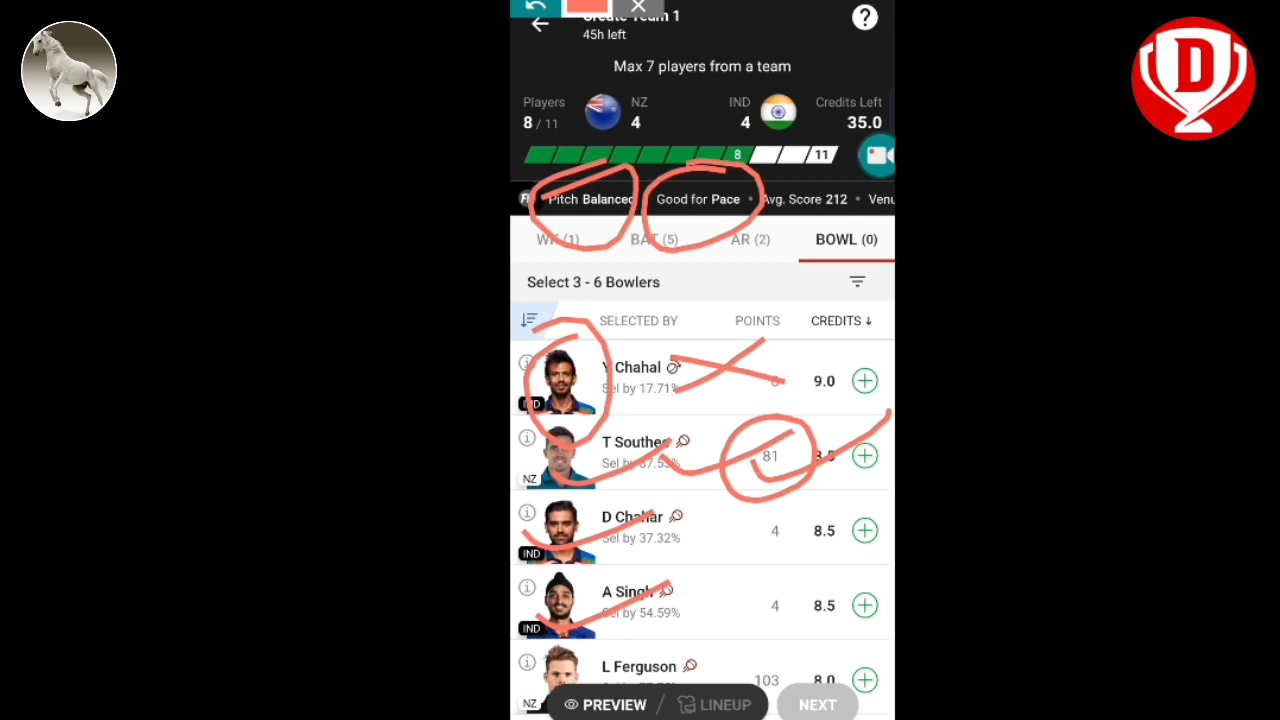 Create Team 1
45h left
Max 7 players from a team
Players NZ IND Credits Left
8 / 11 4 4 35.0
8 11
Pitch Balanced Good for Pace • Avg. Score 212 • Venu
WK (1) BAT (5) AR (2) BOWL (0)
Select 3 - 6 Bowlers
SELECTED BY POINTS CREDITS ↓
Y Chahal
Sel by 17.71% 9.0
IND
T Southee
81 8.5
NZ
D Chahar
Sel by 37.32% 4 8.5
IND
A Singh
Sel by 54.59% 4 8.5
IND
L Ferguson
103 8.0
NZ
PREVIEW / LINEUP NEXT
D